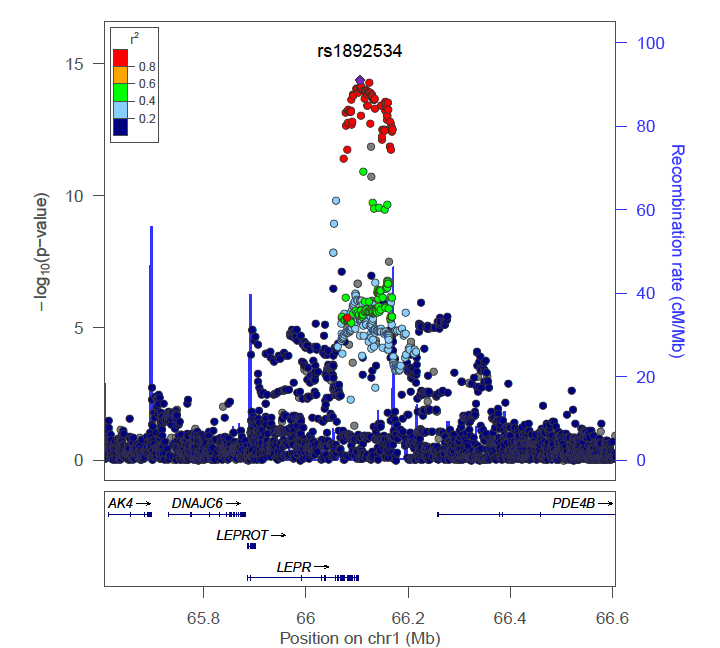 r2
0.8
0.6
0.4
0.2
rs1892534
15
10
5
0
−log10(p−value)
100
80
60
40
20
0
Recombination rate (cM/Mb)
AK4
DNAJC6
PDE4B
LEPROT
LEPR
65.8
66
66.2
66.4
66.6
Position on chr1 (Mb)